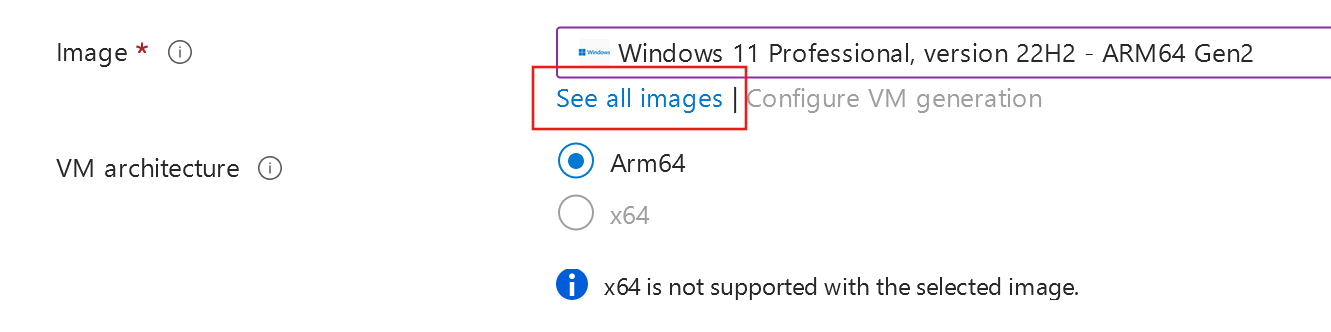 Image * Windows Windows 11 Professional, version 22H2 - ARM64 Gen2
See all images | Configure VM generation
VM architecture Arm64
x64
x64 is not supported with the selected image.